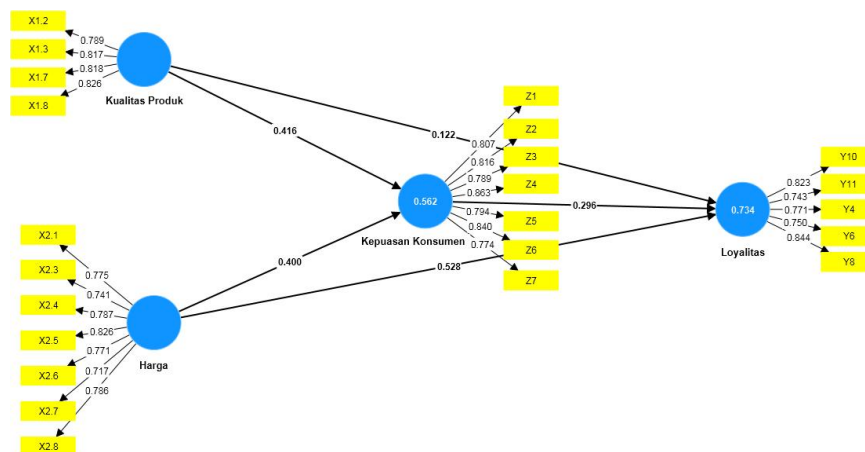 X1.2
X1.3
X1.7
X1.8
0.789
0.817
0.818
0.826
Kualitas Produk
0.416
0.122
X2.1
X2.3
X2.4
X2.5
X2.6
X2.7
X2.8
0.775
0.741
0.787
0.826
0.771
0.717
0.786
Harga
0.400
0.528
0.562
Kepuasan Konsumen
0.296
0.807
0.816
0.789
0.863
0.794
0.840
0.774
Z1
Z2
Z3
Z4
Z5
Z6
Z7
0.734
Loyalitas
0.823
0.743
0.771
0.750
0.844
Y10
Y11
Y4
Y6
Y8